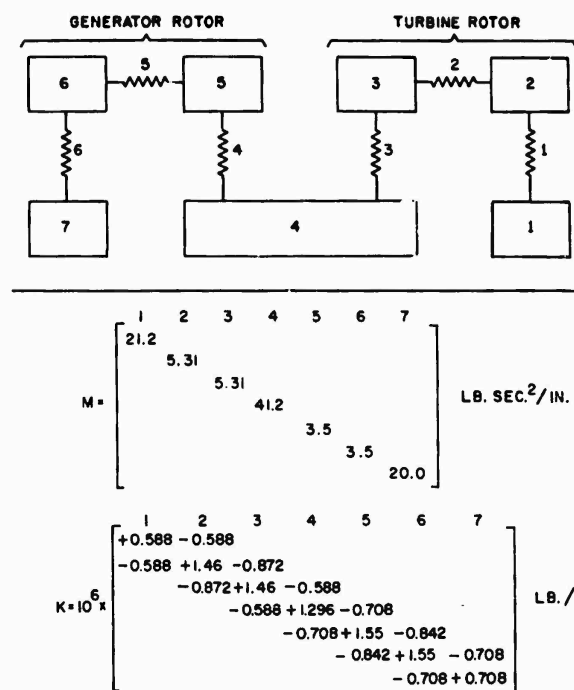 GENERATOR ROTOR TURBINE ROTOR
5 2
6 5 3 2
6 4 3 1
7 4 1
1 2 3 4 5 6 7
21.2
5.31
5.31
M = 41.2 LB. SEC.²/IN.
3.5
3.5
20.0
1 2 3 4 5 6 7
+0.588 -0.588
-0.588 +1.46 -0.872
-0.872 +1.46 -0.588
K = 10⁶ x -0.588 +1.296 -0.708 LB./
-0.708 +1.55 -0.842
-0.842 +1.55 -0.708
-0.708 +0.708